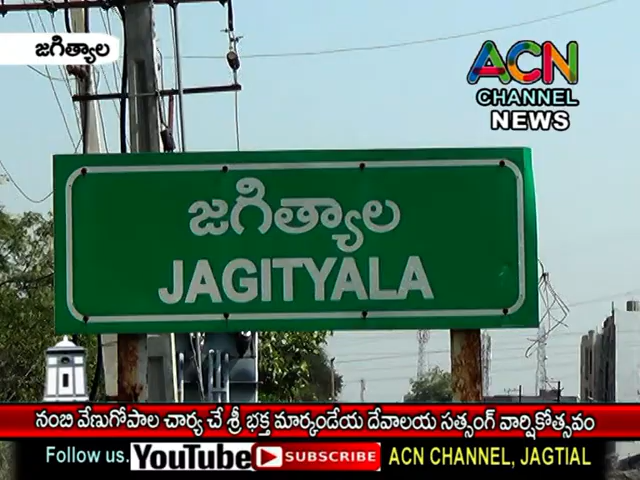 జగిత్యాల
ACN
CHANNEL
NEWS
జగిత్యాల
JAGITYALA
నంబి వేణుగోపాల చార్య చే శ్రీ భక్త మార్కండేయ దేవాలయ సత్సంగ్ వార్షికోత్సవం
Follow us. YouTube SUBSCRIBE ACN CHANNEL, JAGTIAL